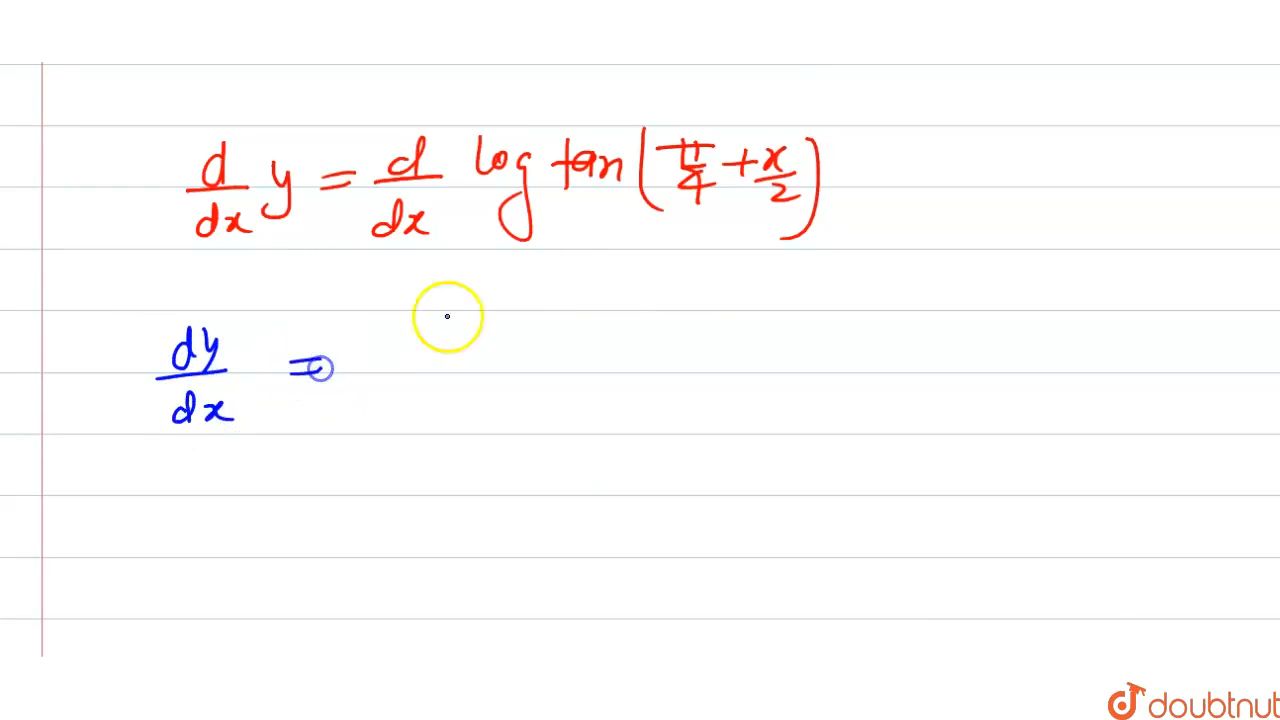 d/dx y = d/dx log tan(π/4 + x/2)
dy/dx =
doubtnut